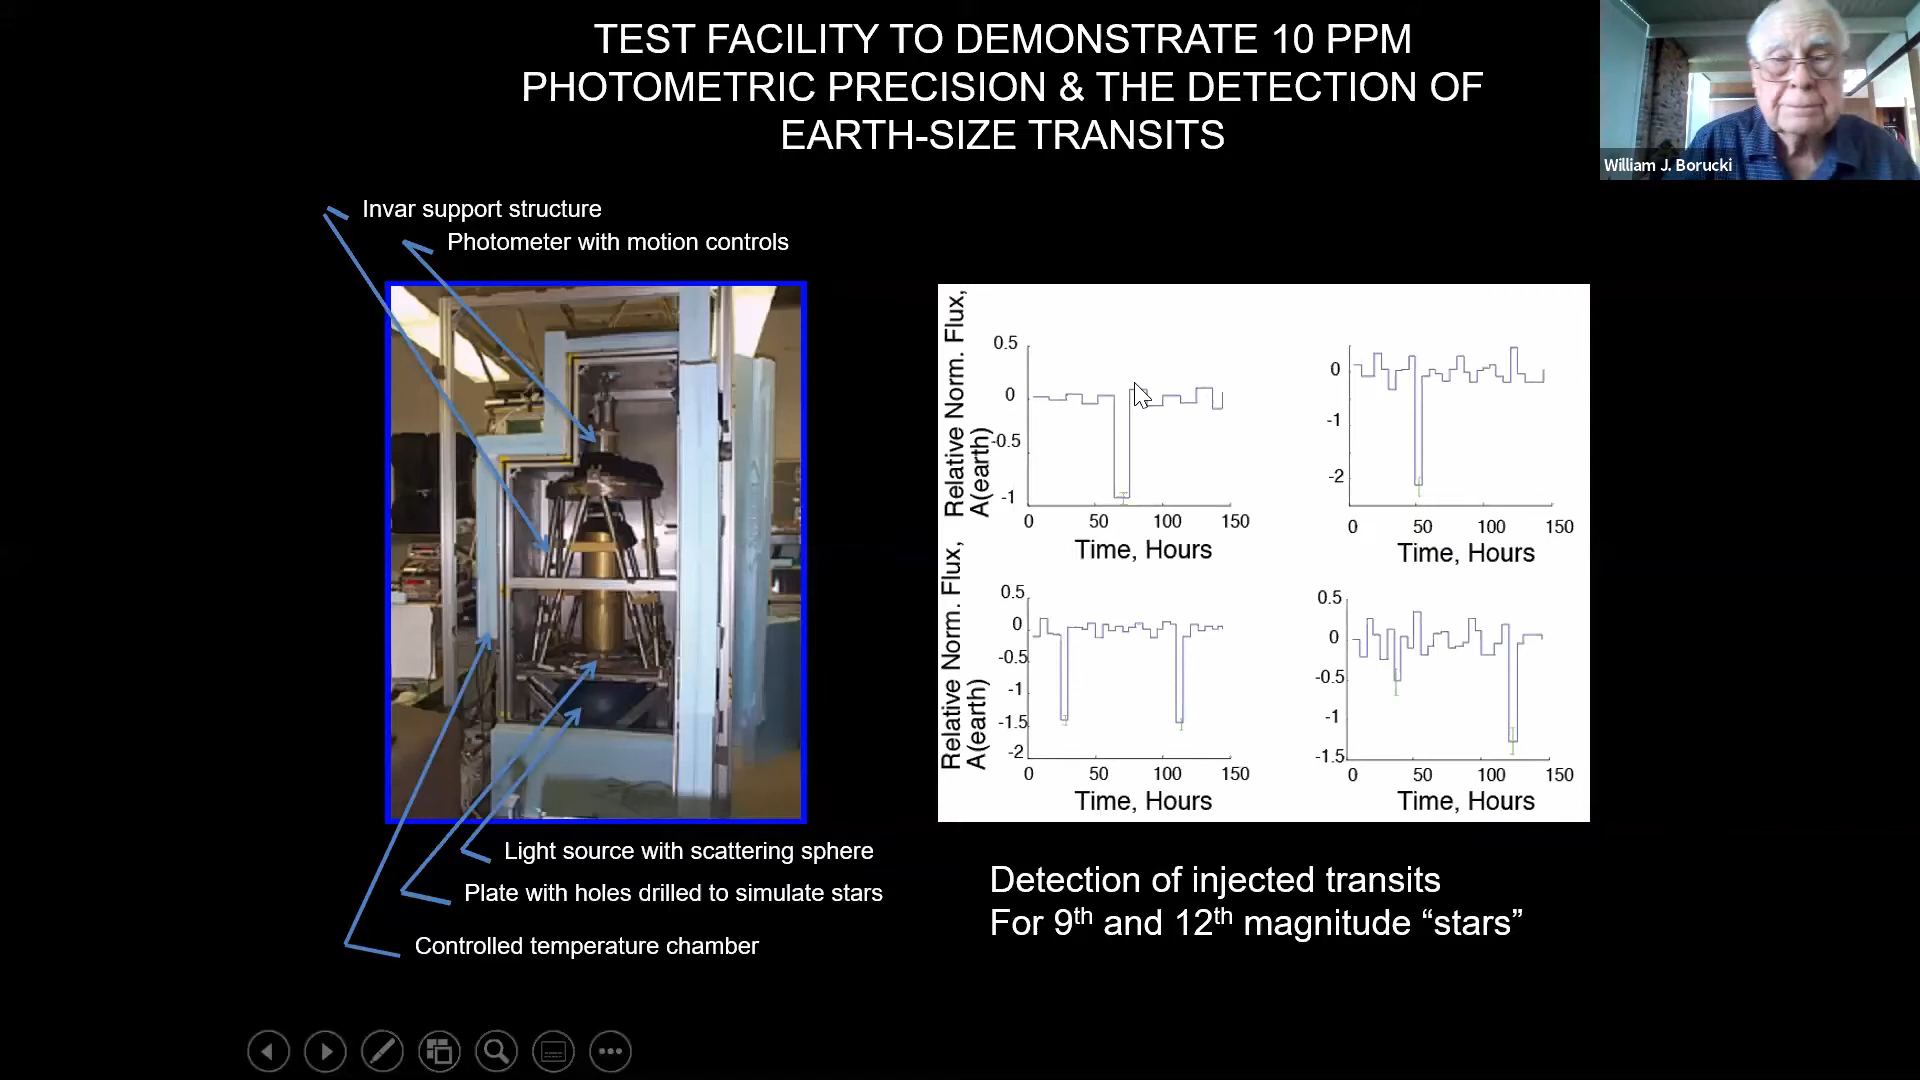 TEST FACILITY TO DEMONSTRATE 10 PPM
PHOTOMETRIC PRECISION & THE DETECTION OF
EARTH-SIZE TRANSITS
William J. Borucki
Invar support structure
Photometer with motion controls
Light source with scattering sphere
Plate with holes drilled to simulate stars
Controlled temperature chamber
Relative Norm. Flux,
A(earth)
0.5
0
-0.5
-1
0 50 100 150
Time, Hours
0
-1
-2
0 50 100 150
Time, Hours
Relative Norm. Flux,
A(earth)
0.5
0
-0.5
-1
-1.5
-2
0 50 100 150
Time, Hours
0.5
0
-0.5
-1
-1.5
0 50 100 150
Time, Hours
Detection of injected transits
For 9th and 12th magnitude “stars”